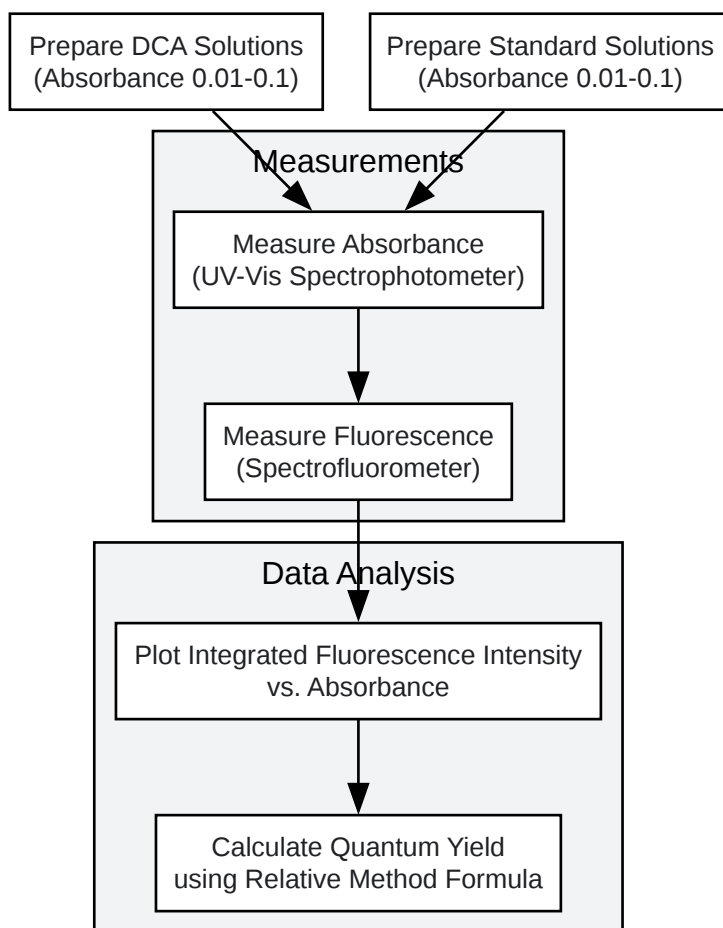 Prepare DCA Solutions
(Absorbance 0.01-0.1)
Prepare Standard Solutions
(Absorbance 0.01-0.1)
Measurements
Measure Absorbance
(UV-Vis Spectrophotometer)
Measure Fluorescence
(Spectrofluorometer)
Data Analysis
Plot Integrated Fluorescence Intensity
vs. Absorbance
Calculate Quantum Yield
using Relative Method Formula